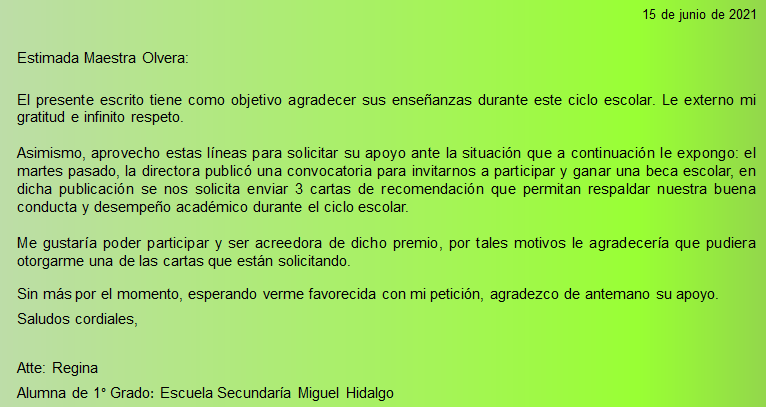 15 de junio de 2021
Estimada Maestra Olvera:
El presente escrito tiene como objetivo agradecer sus enseñanzas durante este ciclo escolar. Le externo mi
gratitud e infinito respeto.
Asimismo, aprovecho estas líneas para solicitar su apoyo ante la situación que a continuación le expongo: el
martes pasado, la directora publicó una convocatoria para invitarnos a participar y ganar una beca escolar, en
dicha publicación se nos solicita enviar 3 cartas de recomendación que permitan respaldar nuestra buena
conducta y desempeño académico durante el ciclo escolar.
Me gustaría poder participar y ser acreedora de dicho premio, por tales motivos le agradecería que pudiera
otorgarme una de las cartas que están solicitando.
Sin más por el momento, esperando verme favorecida con mi petición, agradezco de antemano su apoyo.
Saludos cordiales,
Atte: Regina
Alumna de 1° Grado: Escuela Secundaría Miguel Hidalgo